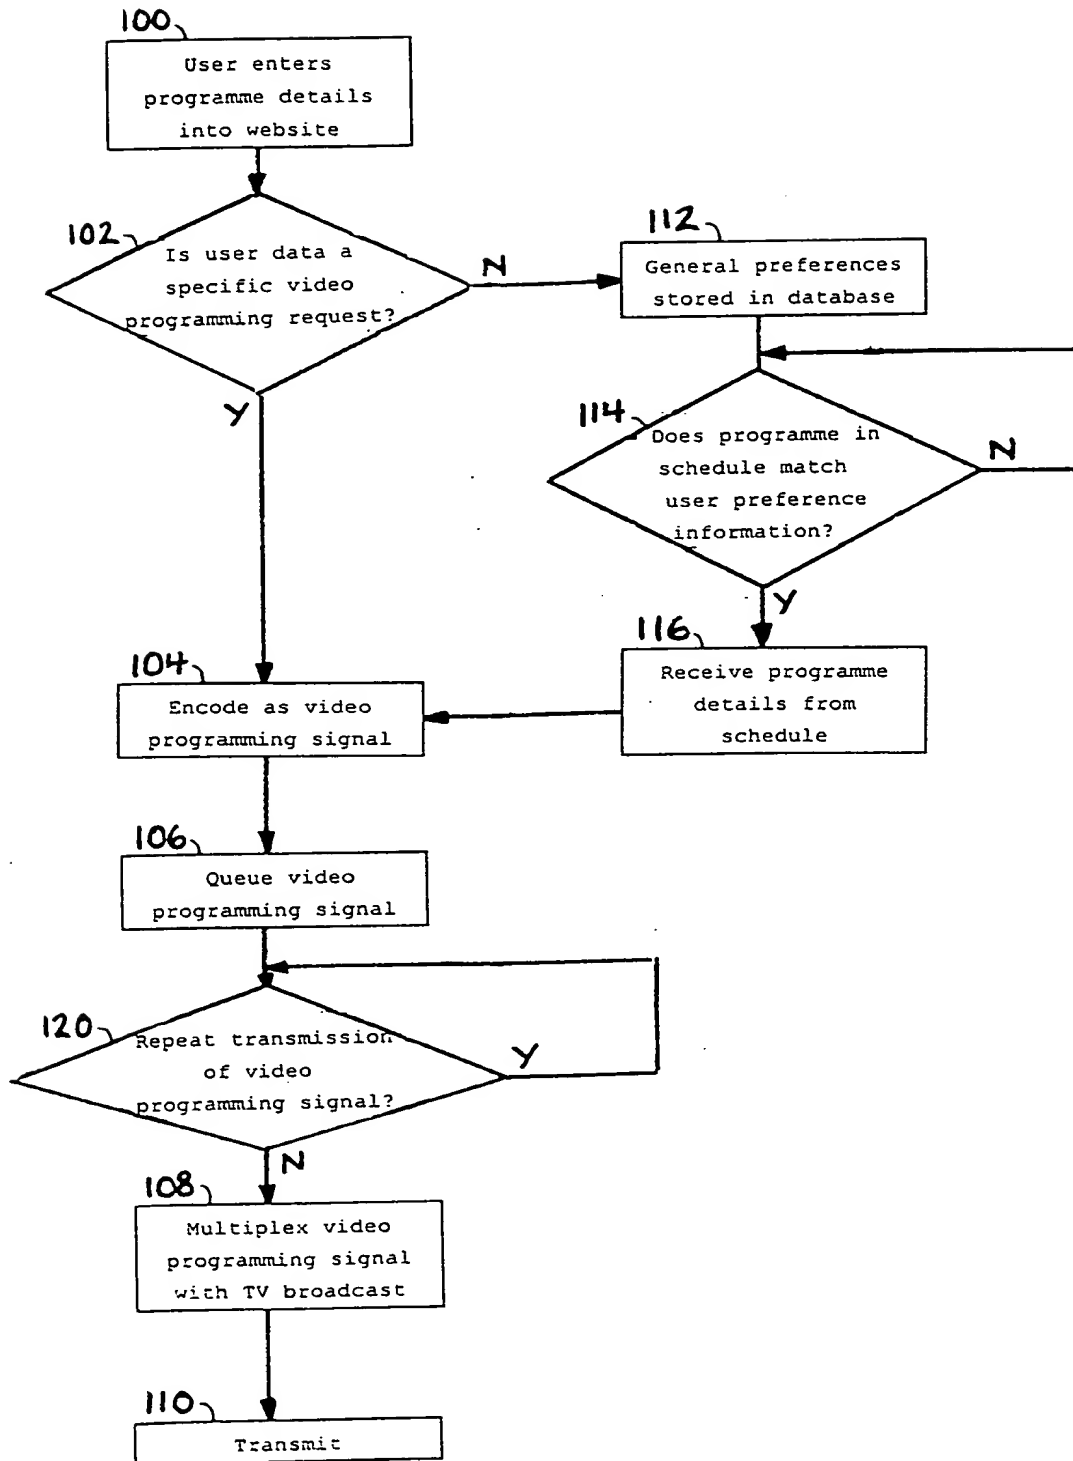 100
User enters
programme details
into website
102
Is user data a
specific video
programming request?
N
Y
112
General preferences
stored in database
114
Does programme in
schedule match
user preference
information?
N
Y
116
Receive programme
details from
schedule
104
Encode as video
programming signal
106
Queue video
programming signal
120
Repeat transmission
of video
programming signal?
Y
N
108
Multiplex video
programming signal
with TV broadcast
110
Transmit